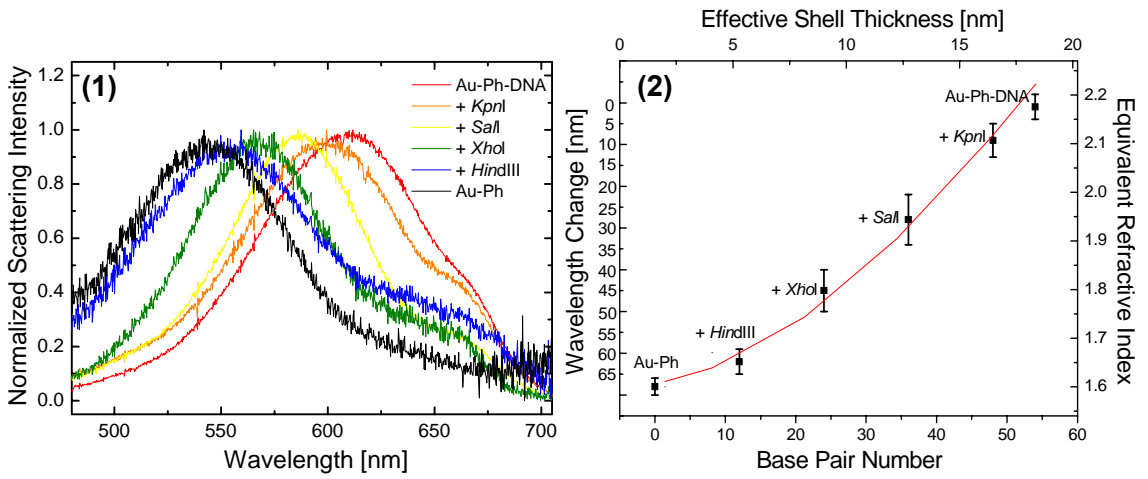 (1)
Normalized Scattering Intensity
1.2
1.0
0.8
0.6
0.4
0.2
0.0
Au-Ph-DNA
+ KpnI
+ SalI
+ XhoI
+ HindIII
Au-Ph
500 550 600 650 700
Wavelength [nm]
Effective Shell Thickness [nm]
0 5 10 15 20
(2)
Wavelength Change [nm]
0
5
10
15
20
25
30
35
40
45
50
55
60
65
Au-Ph-DNA
+ KpnI
+ SalI
+ XhoI
+ HindIII
Au-Ph
2.2
2.1
2.0
1.9
1.8
1.7
1.6
Equivalent Refractive Index
0 10 20 30 40 50 60
Base Pair Number